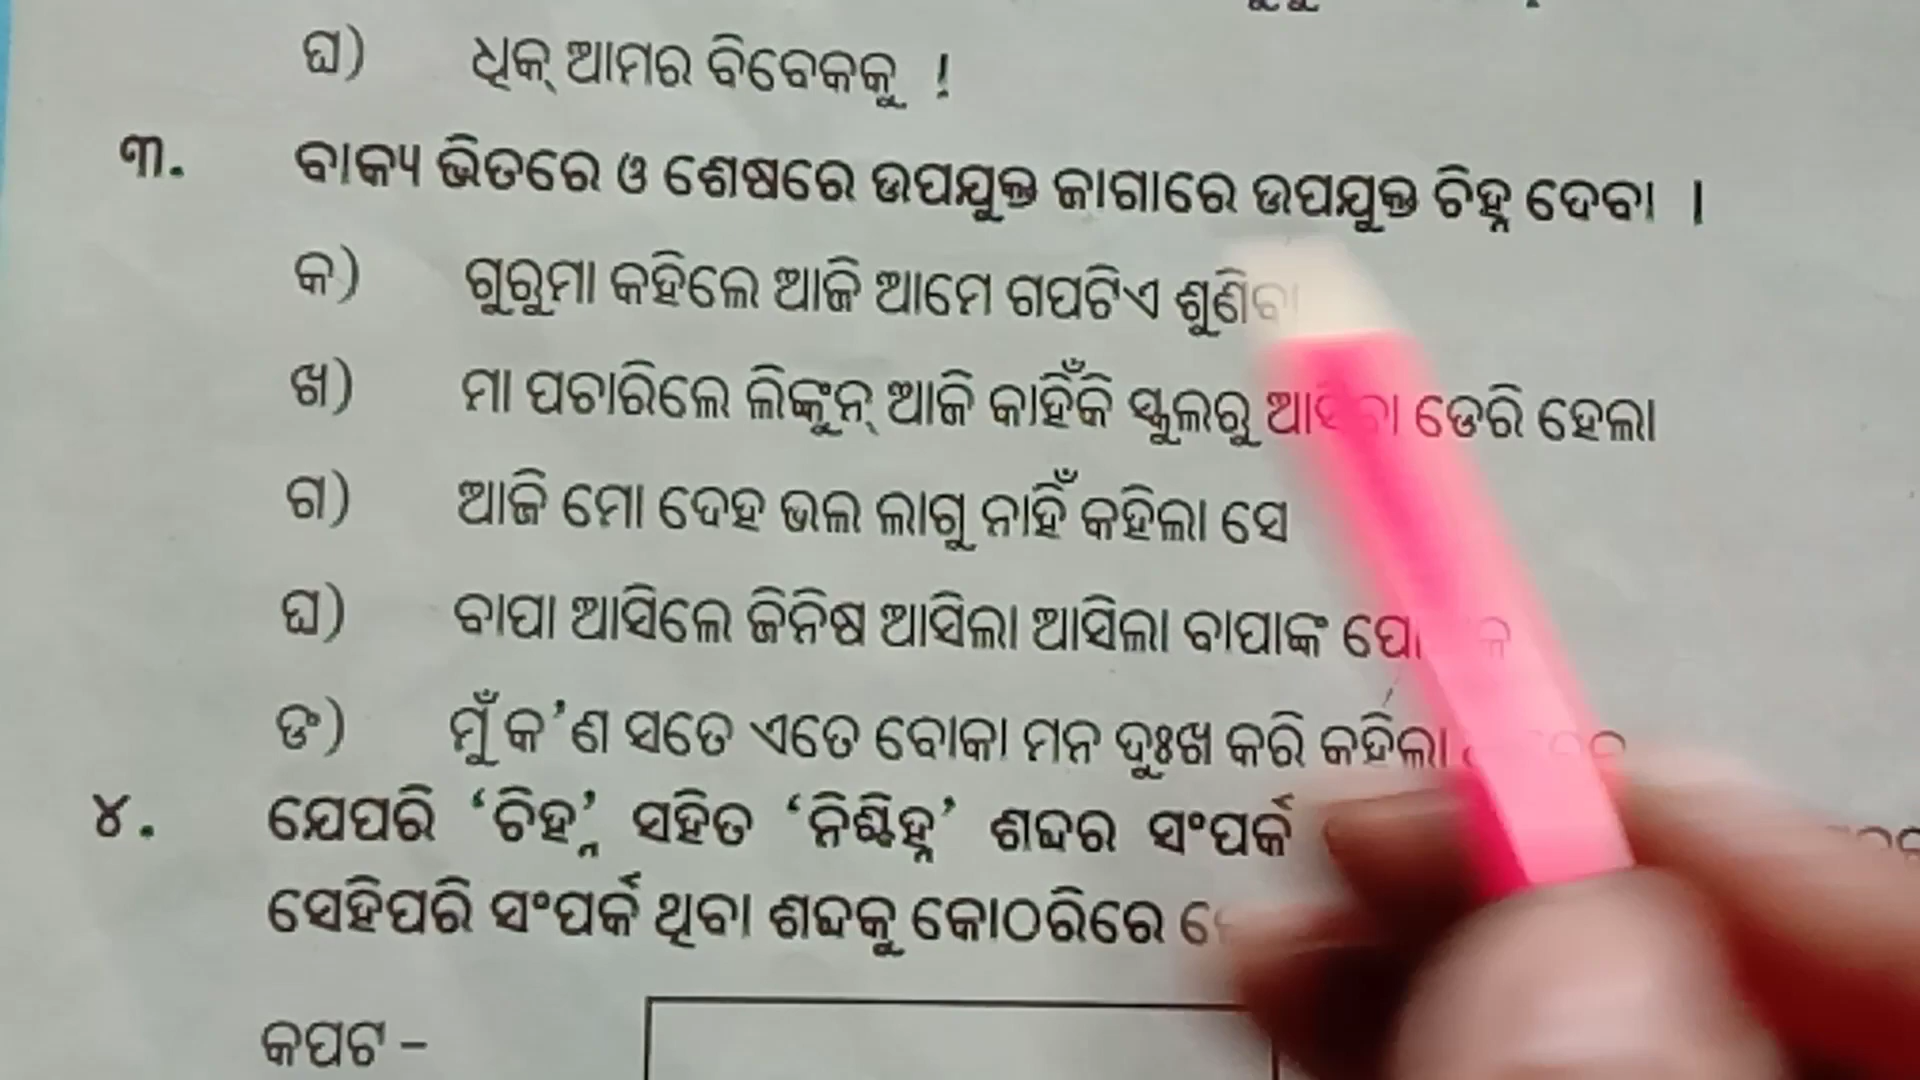 ଘ) ଧିକ୍ ଆମର ବିବେକକୁ !
୩. ବାକ୍ୟ ଭିତରେ ଓ ଶେଷରେ ଉପଯୁକ୍ତ ଜାଗାରେ ଉପଯୁକ୍ତ ଚିହ୍ନ ଦେବା ।
କ) ଗୁରୁମା କହିଲେ ଆଜି ଆମେ ଗପଟିଏ ଶୁଣିବା
ଖ) ମା ପଚାରିଲେ ଲିଙ୍କୁନ୍ ଆଜି କାହିଁକି ସ୍କୁଲରୁ ଡେରି ହେଲା
ଗ) ଆଜି ମୋ ଦେହ ଭଲ ଲାଗୁ ନାହିଁ କହିଲା ସେ
ଘ) ବାପା ଆସିଲେ ଜିନିଷ ଆସିଲା ଆସିଲା ବାପାଙ୍କ
ଙ) ମୁଁ କ'ଣ ସତେ ଏତେ ବୋକା ମନ ଦୁଃଖ କରି କହିଲା
୪. ଯେପରି ‘ଚିହ୍ନ’ ସହିତ ‘ନିଶ୍ଚିହ୍ନ’ ଶବ୍ଦର ସଂପର୍କ
ସେହିପରି ସଂପର୍କ ଥିବା ଶବ୍ଦକୁ କୋଠରିରେ
କପଟ –